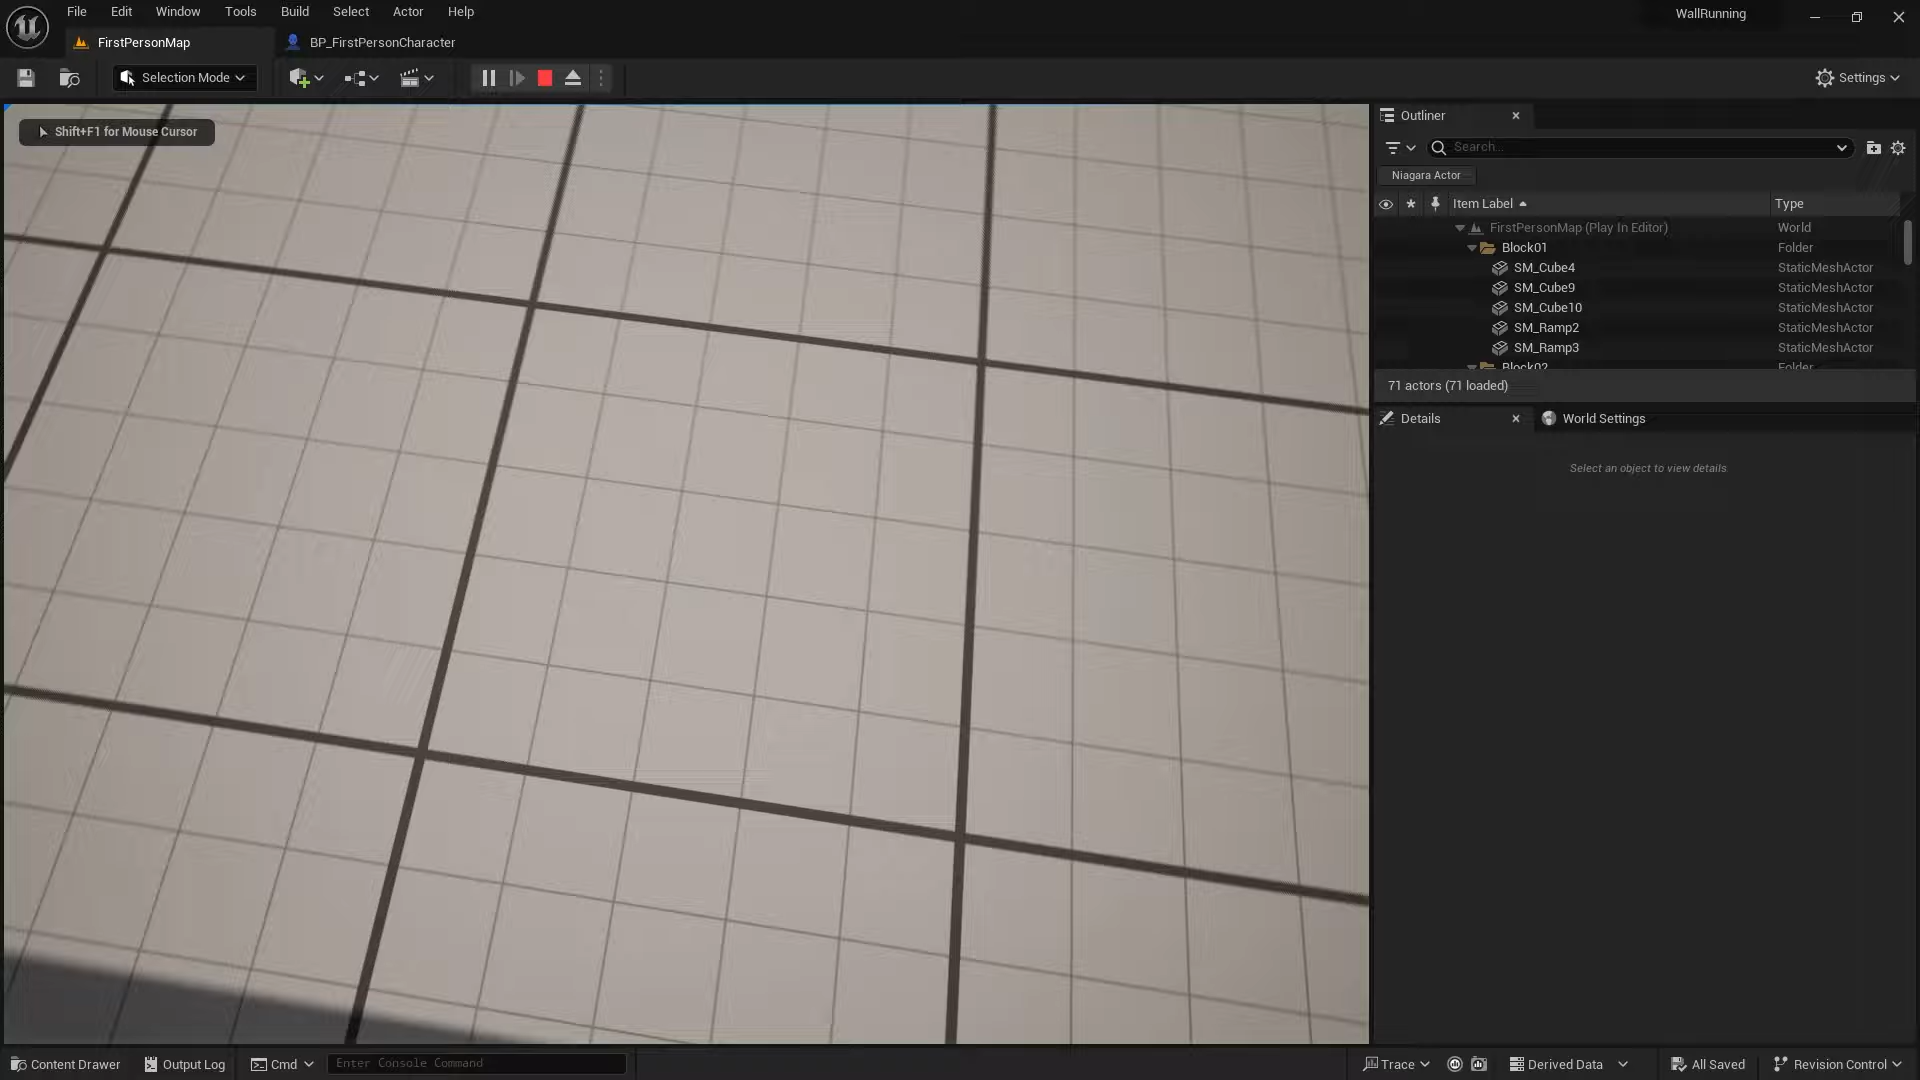 File Edit Window Tools Build Select Actor Help
WallRunning
FirstPersonMap
BP_FirstPersonCharacter
Selection Mode
Settings
Shift+F1 for Mouse Cursor
Outliner
Search...
Niagara Actor
Item Label Type
FirstPersonMap (Play In Editor) World
Block01 Folder
SM_Cube4 StaticMeshActor
SM_Cube9 StaticMeshActor
SM_Cube10 StaticMeshActor
SM_Ramp2 StaticMeshActor
SM_Ramp3 StaticMeshActor
Block02 Folder
71 actors (71 loaded)
Details
World Settings
Select an object to view details
Content Drawer
Output Log
Cmd
Enter Console Command
Trace
Derived Data
All Saved
Revision Control